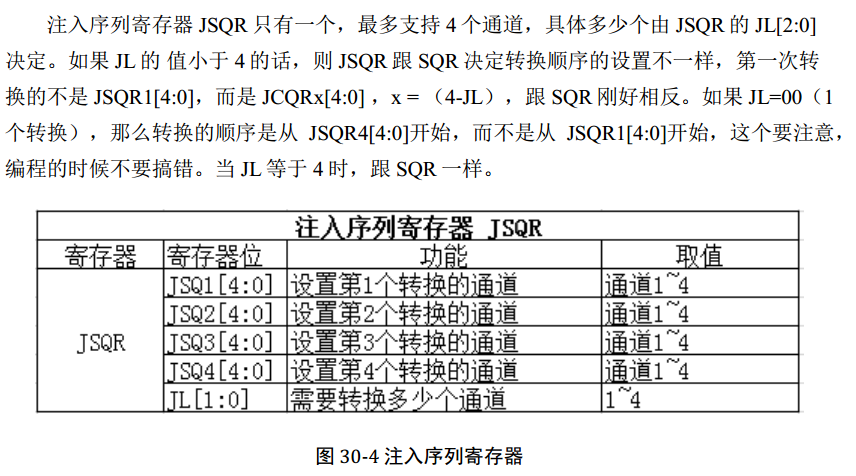 注入序列寄存器 JSQR 只有一个，最多支持 4 个通道，具体多少个由 JSQR 的 JL[2:0]
决定。如果 JL 的 值小于 4 的话，则 JSQR 跟 SQR 决定转换顺序的设置不一样，第一次转
换的不是 JSQR1[4:0]，而是 JCQRx[4:0] ，x = （4-JL），跟 SQR 刚好相反。如果 JL=00（1
个转换），那么转换的顺序是从 JSQR4[4:0]开始，而不是从 JSQR1[4:0]开始，这个要注意，
编程的时候不要搞错。当 JL 等于 4 时，跟 SQR 一样。
注入序列寄存器 JSQR
寄存器 寄存器位 功能 取值
JSQ1[4:0] 设置第1个转换的通道 通道1~4
JSQ2[4:0] 设置第2个转换的通道 通道1~4
JSQR JSQ3[4:0] 设置第3个转换的通道 通道1~4
JSQ4[4:0] 设置第4个转换的通道 通道1~4
JL[1:0] 需要转换多少个通道 1~4
图 30-4 注入序列寄存器